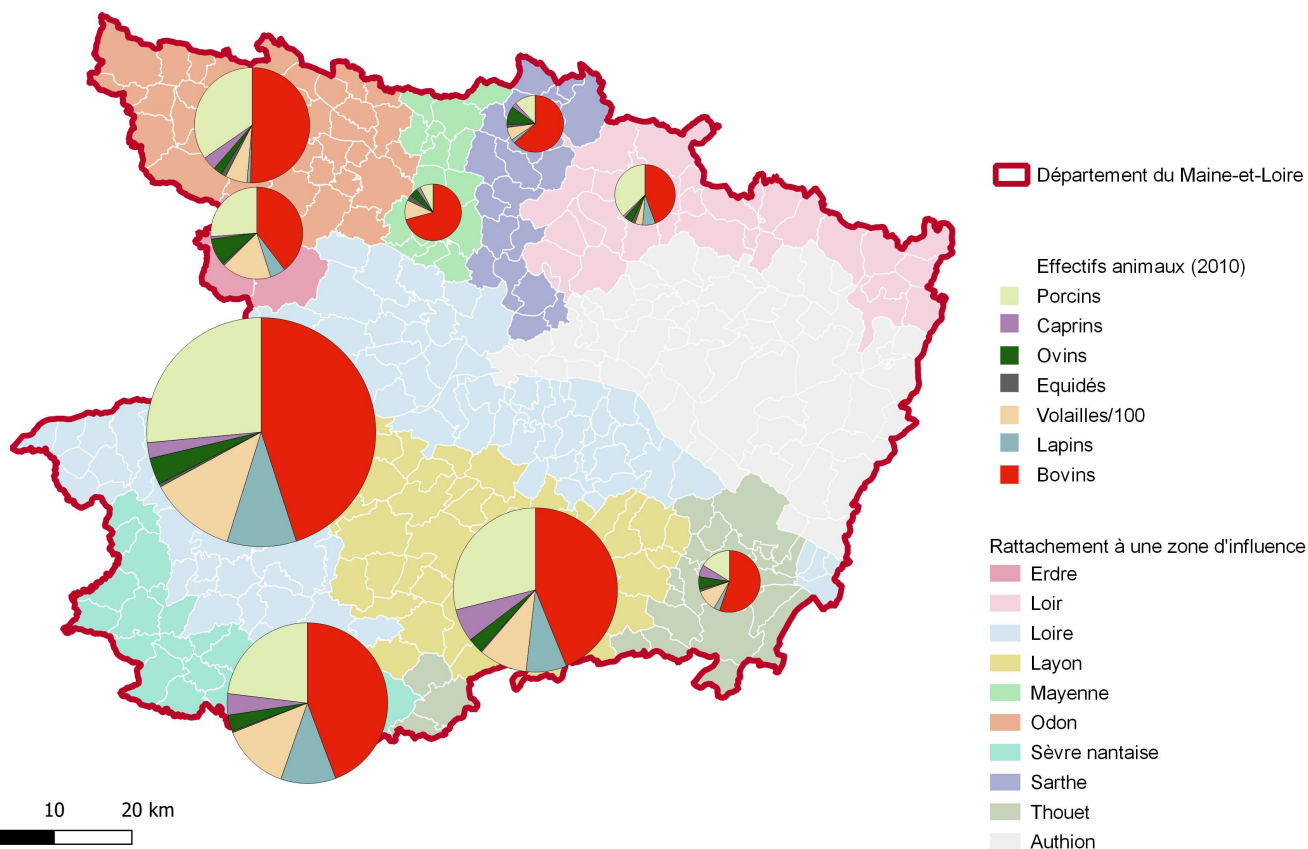 Département du Maine-et-Loire
Effectifs animaux (2010)
Porcins
Caprins
Ovins
Equidés
Volailles/100
Lapins
Bovins
Rattachement à une zone d'influence
Erdre
Loir
Loire
Layon
Mayenne
Odon
Sèvre nantaise
Sarthe
Thouet
Authion
10 20 km